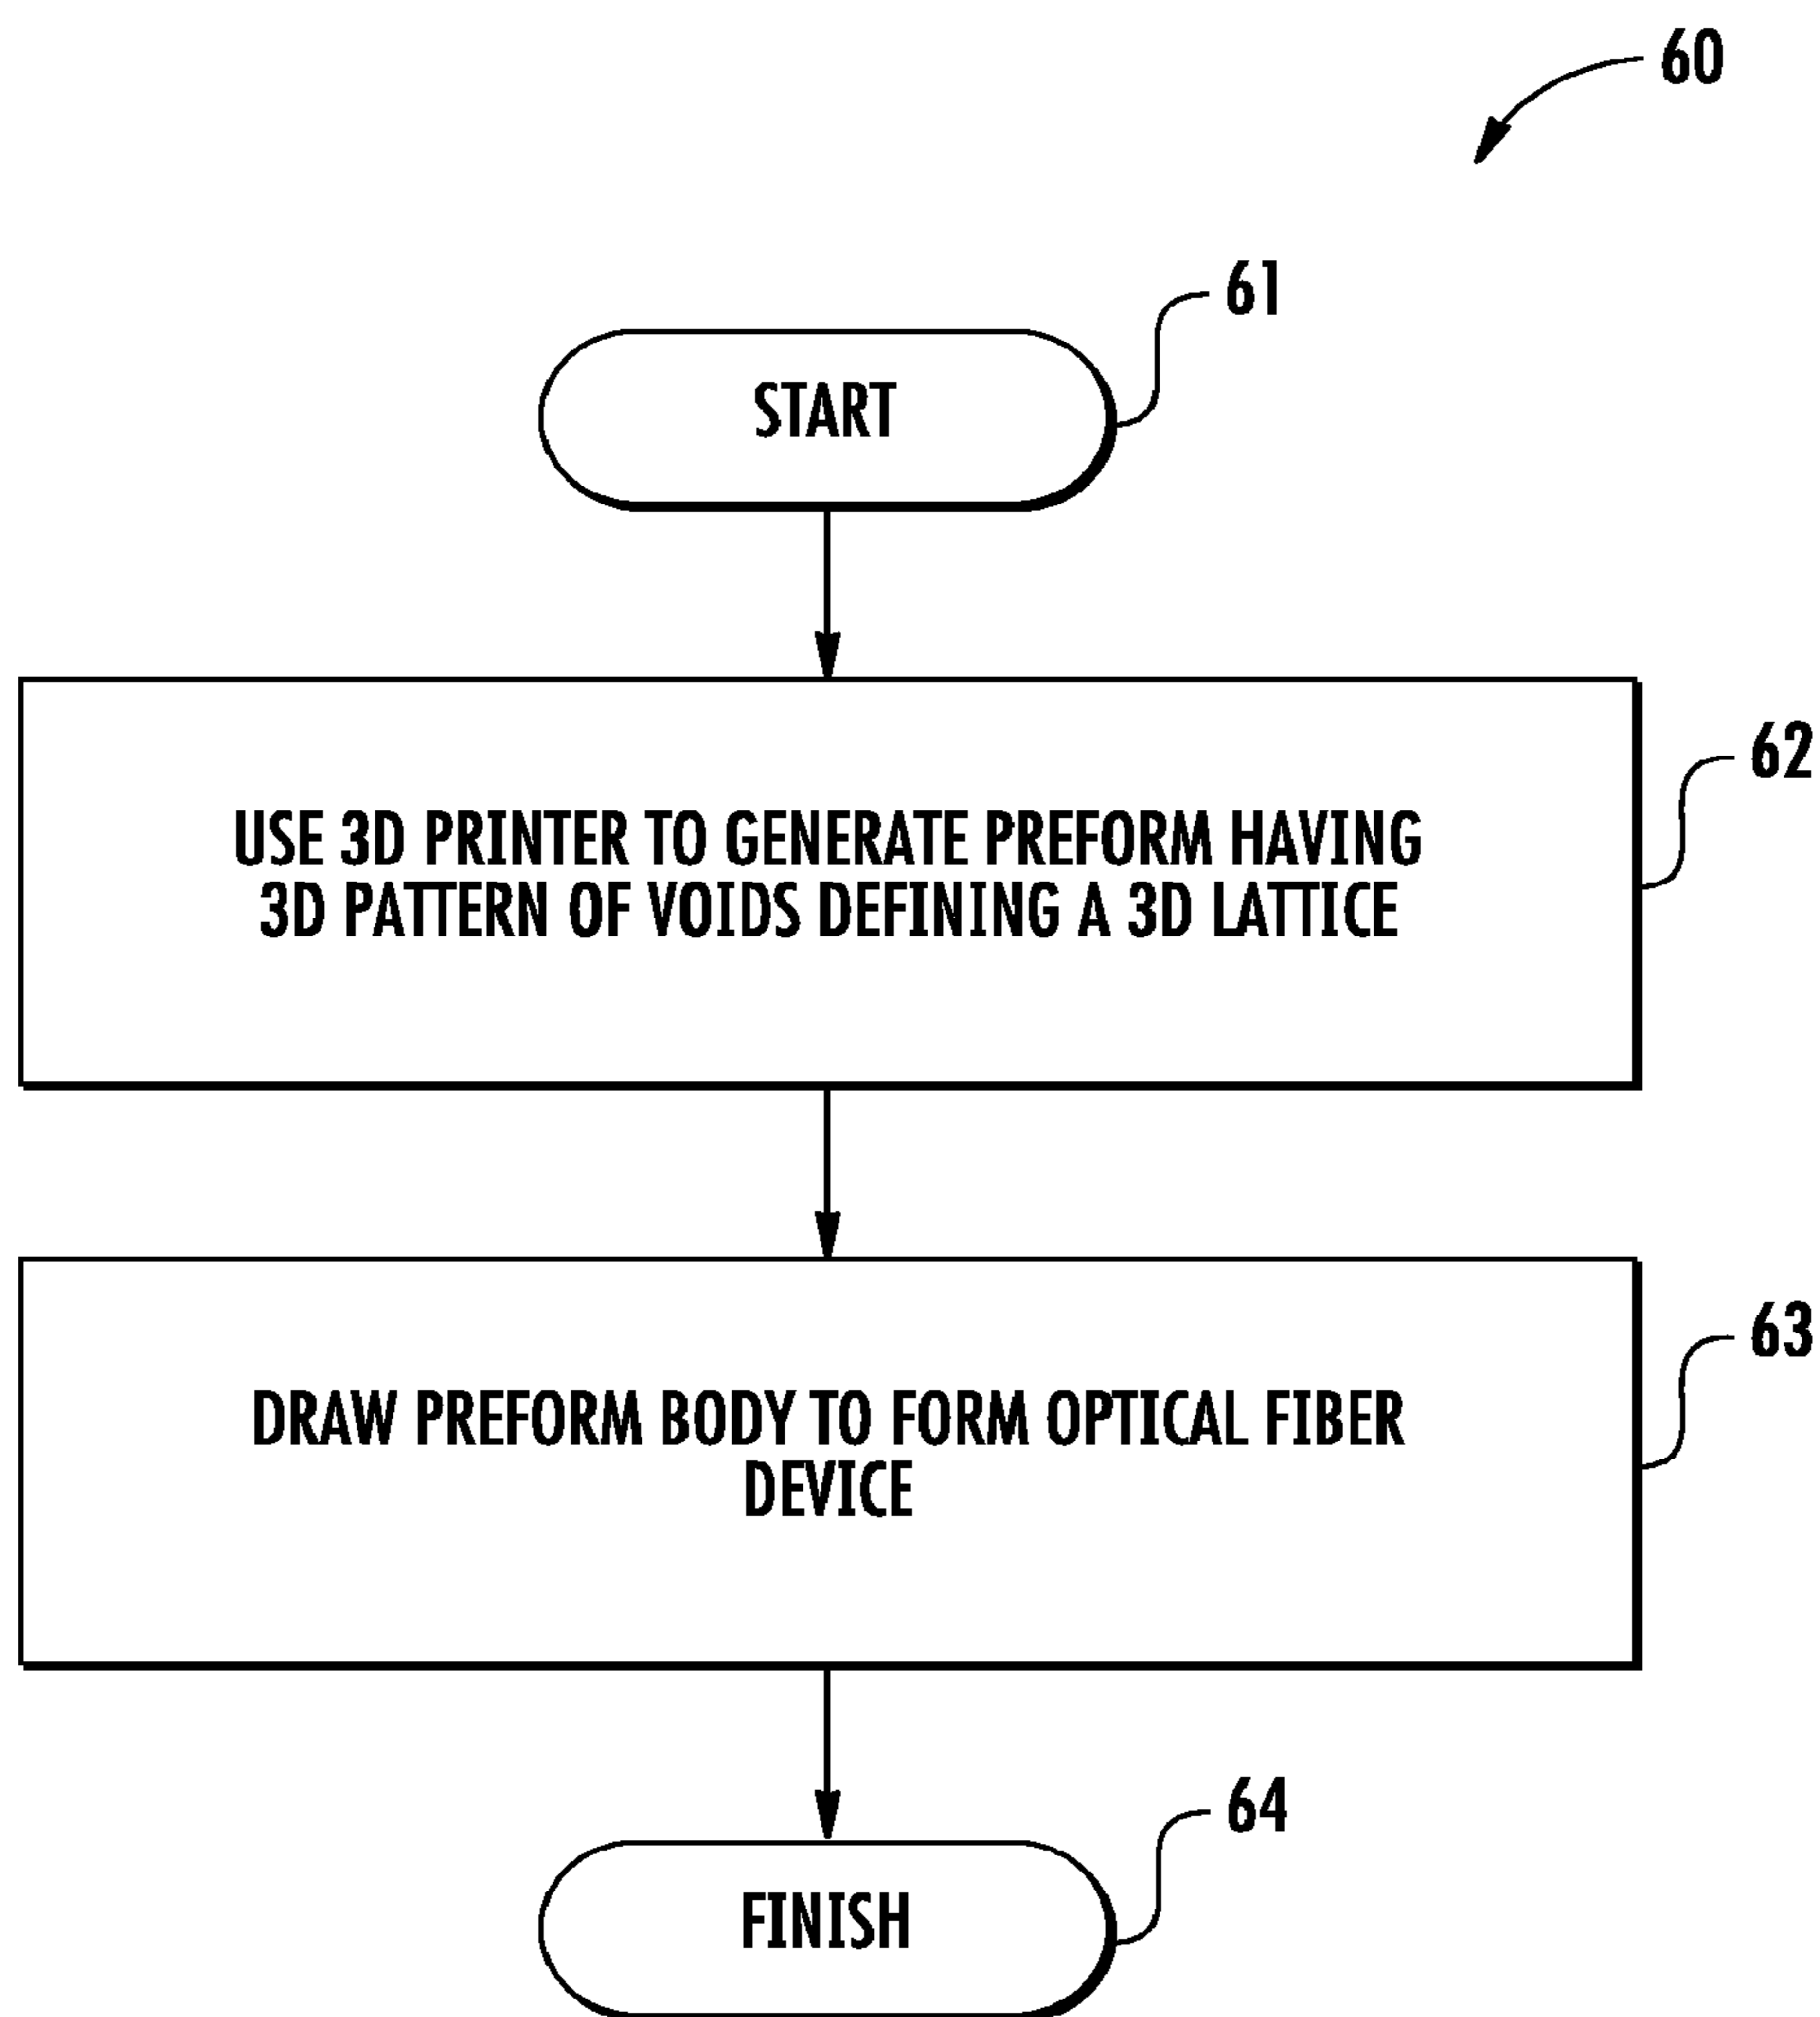 60
61
START
62
USE 3D PRINTER TO GENERATE PREFORM HAVING
3D PATTERN OF VOIDS DEFINING A 3D LATTICE
63
DRAW PREFORM BODY TO FORM OPTICAL FIBER
DEVICE
64
FINISH